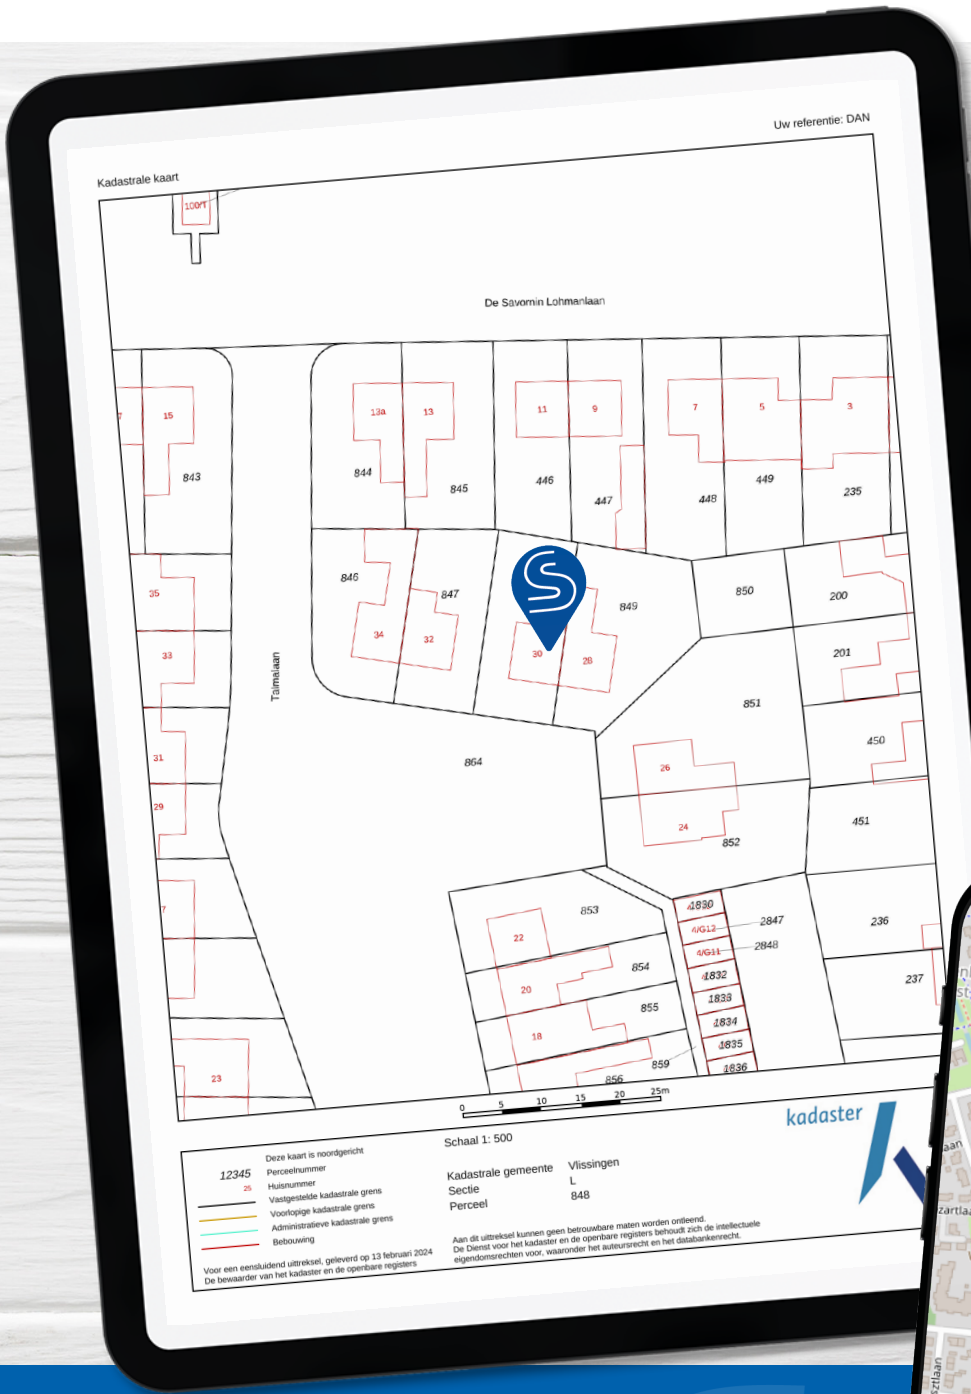 Uw referentie: DAN
Kadastrale kaart
100/T
De Savornin Lohmanlaan
15
13a
13
11
9
7
5
3
843
844
845
446
447
448
449
235
35
846
847
849
850
200
33
34
32
30
28
201
Talmalaan
851
31
864
26
450
29
24
852
451
7
853
1830
2847
236
22
4/G12
2848
4/G11
20
854
1832
237
18
855
1833
1834
859
1835
23
856
1836
0 5 10 15 20 25m
Schaal 1: 500
kadaster
Deze kaart is noordgericht
12345 Perceelnummer
25 Huisnummer
Vastgestelde kadastrale grens
Voorlopige kadastrale grens
Administratieve kadastrale grens
Bebouwing
Kadastrale gemeente Vlissingen
Sectie L
Perceel 848
Voor een eensluidend uittreksel, geleverd op 13 februari 2024
De bewaarder van het kadaster en de openbare registers
Aan dit uittreksel kunnen geen betrouwbare maten worden ontleend.
De Dienst voor het kadaster en de openbare registers behoudt zich de intellectuele
eigendomsrechten voor, waaronder het auteursrecht en het databankenrecht.